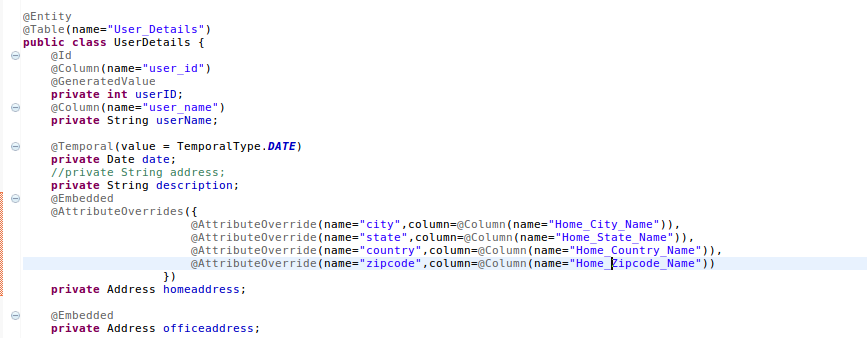 @Entity
@Table(name="User_Details")
public class UserDetails {
@Id
@Column(name="user_id")
@GeneratedValue
private int userID;
@Column(name="user_name")
private String userName;
@Temporal(value = TemporalType.DATE)
private Date date;
//private String address;
private String description;
@Embedded
@AttributeOverrides({
@AttributeOverride(name="city",column=@Column(name="Home_City_Name")),
@AttributeOverride(name="state",column=@Column(name="Home_State_Name")),
@AttributeOverride(name="country",column=@Column(name="Home_Country_Name")),
@AttributeOverride(name="zipcode",column=@Column(name="Home_Zipcode_Name"))
})
private Address homeaddress;
@Embedded
private Address officeaddress;